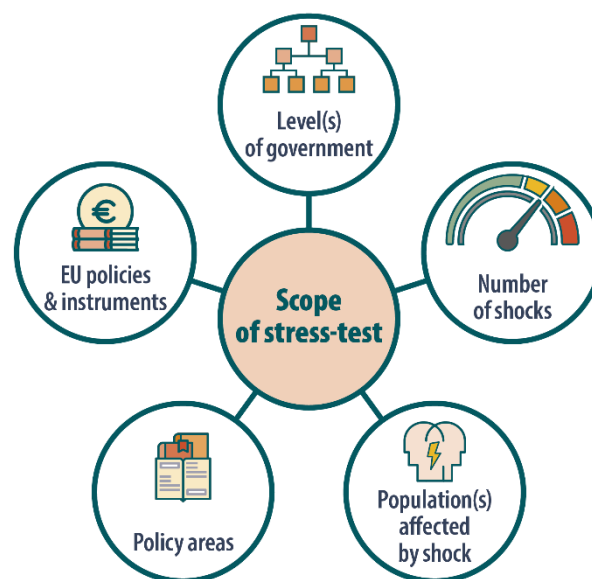 Level(s)
of government
EU policies
& instruments
€
Number
of shocks
Scope
of stress-test
Policy areas
Population(s)
affected
by shock